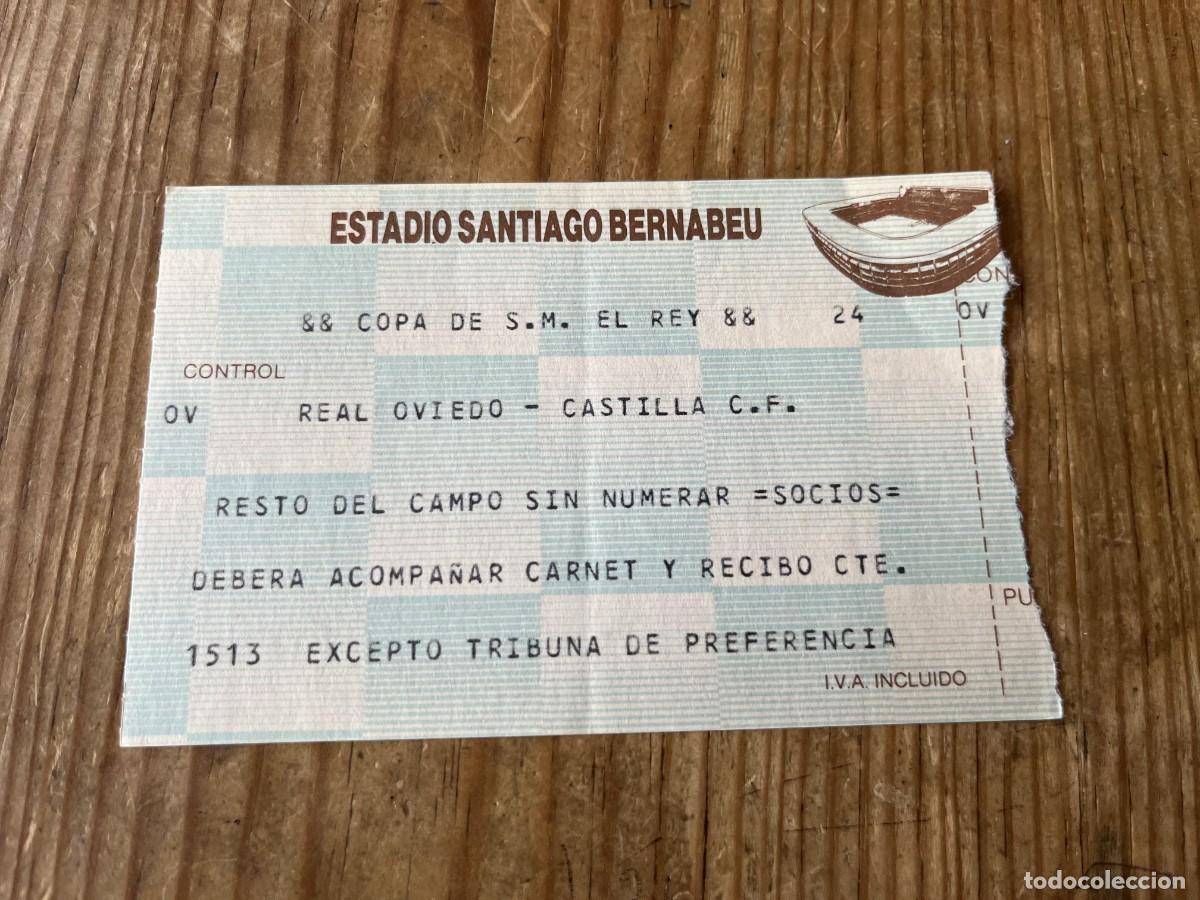 ESTADIO SANTIAGO BERNABEU
CON
&& COPA DE S.M. EL REY && 24 OV
CONTROL
OV REAL OVIEDO - CASTILLA C.F.
RESTO DEL CAMPO SIN NUMERAR =SOCIOS=
DEBERA ACOMPAÑAR CARNET Y RECIBO CTE.
PU
1513 EXCEPTO TRIBUNA DE PREFERENCIA
I.V.A. INCLUIDO
todocoleccion